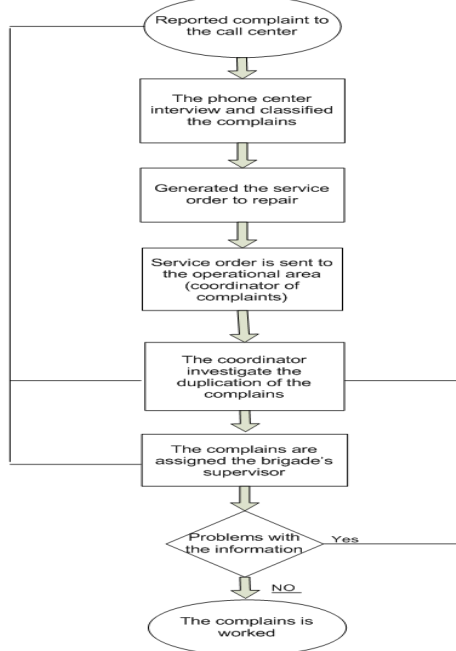 Reported complaint to
the call center
The phone center
interview and classified
the complains
Generated the service
order to repair
Service order is sent to
the operational area
(coordinator of
complaints)
The coordinator
investigate the
duplication of the
complains
The complains are
assigned the brigade's
supervisor
Problems with
the information
Yes
NO
The complains is
worked